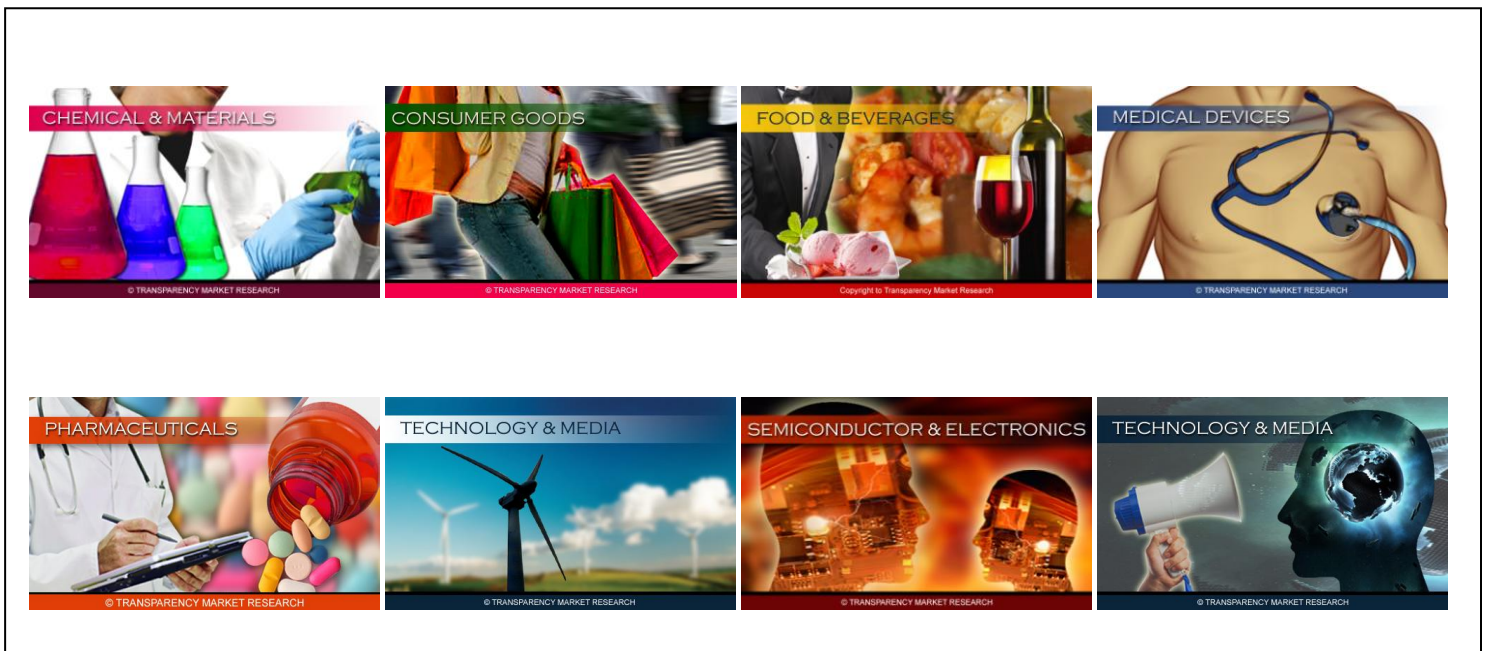 CHEMICAL & MATERIALS
© TRANSPARENCY MARKET RESEARCH
CONSUMER GOODS
© TRANSPARENCY MARKET RESEARCH
FOOD & BEVERAGES
Copyright to Transparency Market Research
MEDICAL DEVICES
© TRANSPARENCY MARKET RESEARCH
PHARMACEUTICALS
© TRANSPARENCY MARKET RESEARCH
TECHNOLOGY & MEDIA
© TRANSPARENCY MARKET RESEARCH
SEMICONDUCTOR & ELECTRONICS
© TRANSPARENCY MARKET RESEARCH
TECHNOLOGY & MEDIA
© TRANSPARENCY MARKET RESEARCH